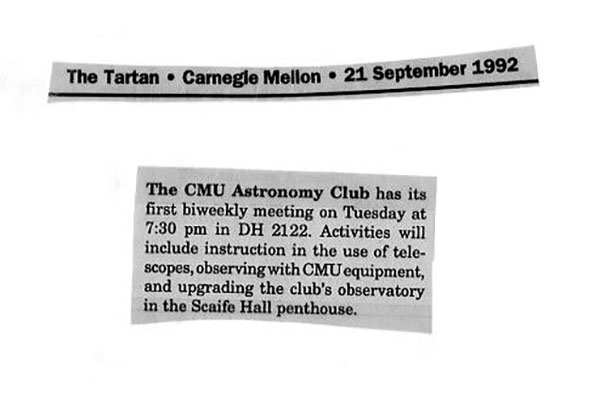 The Tartan • Carnegie Mellon • 21 September 1992
The CMU Astronomy Club has its
first biweekly meeting on Tuesday at
7:30 pm in DH 2122. Activities will
include instruction in the use of tele-
scopes, observing with CMU equipment,
and upgrading the club's observatory
in the Scaife Hall penthouse.